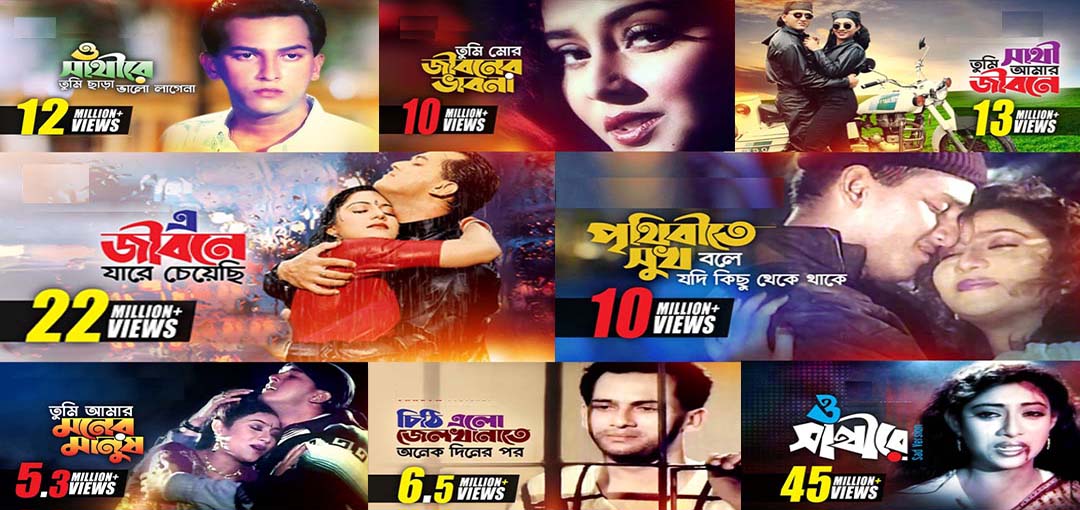 ও
সাথীরে
তুমি ছাড়া ভালো লাগেনা
12 MILLION+
VIEWS
তুমি মোর
জীবনের
ভাবনা
10 MILLION+
VIEWS
তুমি সাথী
আমার
জীবনে
13 MILLION+
VIEWS
এ
জীবনে
যারে চেয়েছি
22 MILLION+
VIEWS
পৃথিবীতে
সুখ বলে
যদি কিছু থেকে থাকে
10 MILLION+
VIEWS
তুমি আমার
মনের
মানুষ
5.3 MILLION+
VIEWS
চিঠি এলো
জেলখানাতে
অনেক দিনের পর
6.5 MILLION+
VIEWS
ও
সাথীরে
Sad Version
45 MILLION+
VIEWS